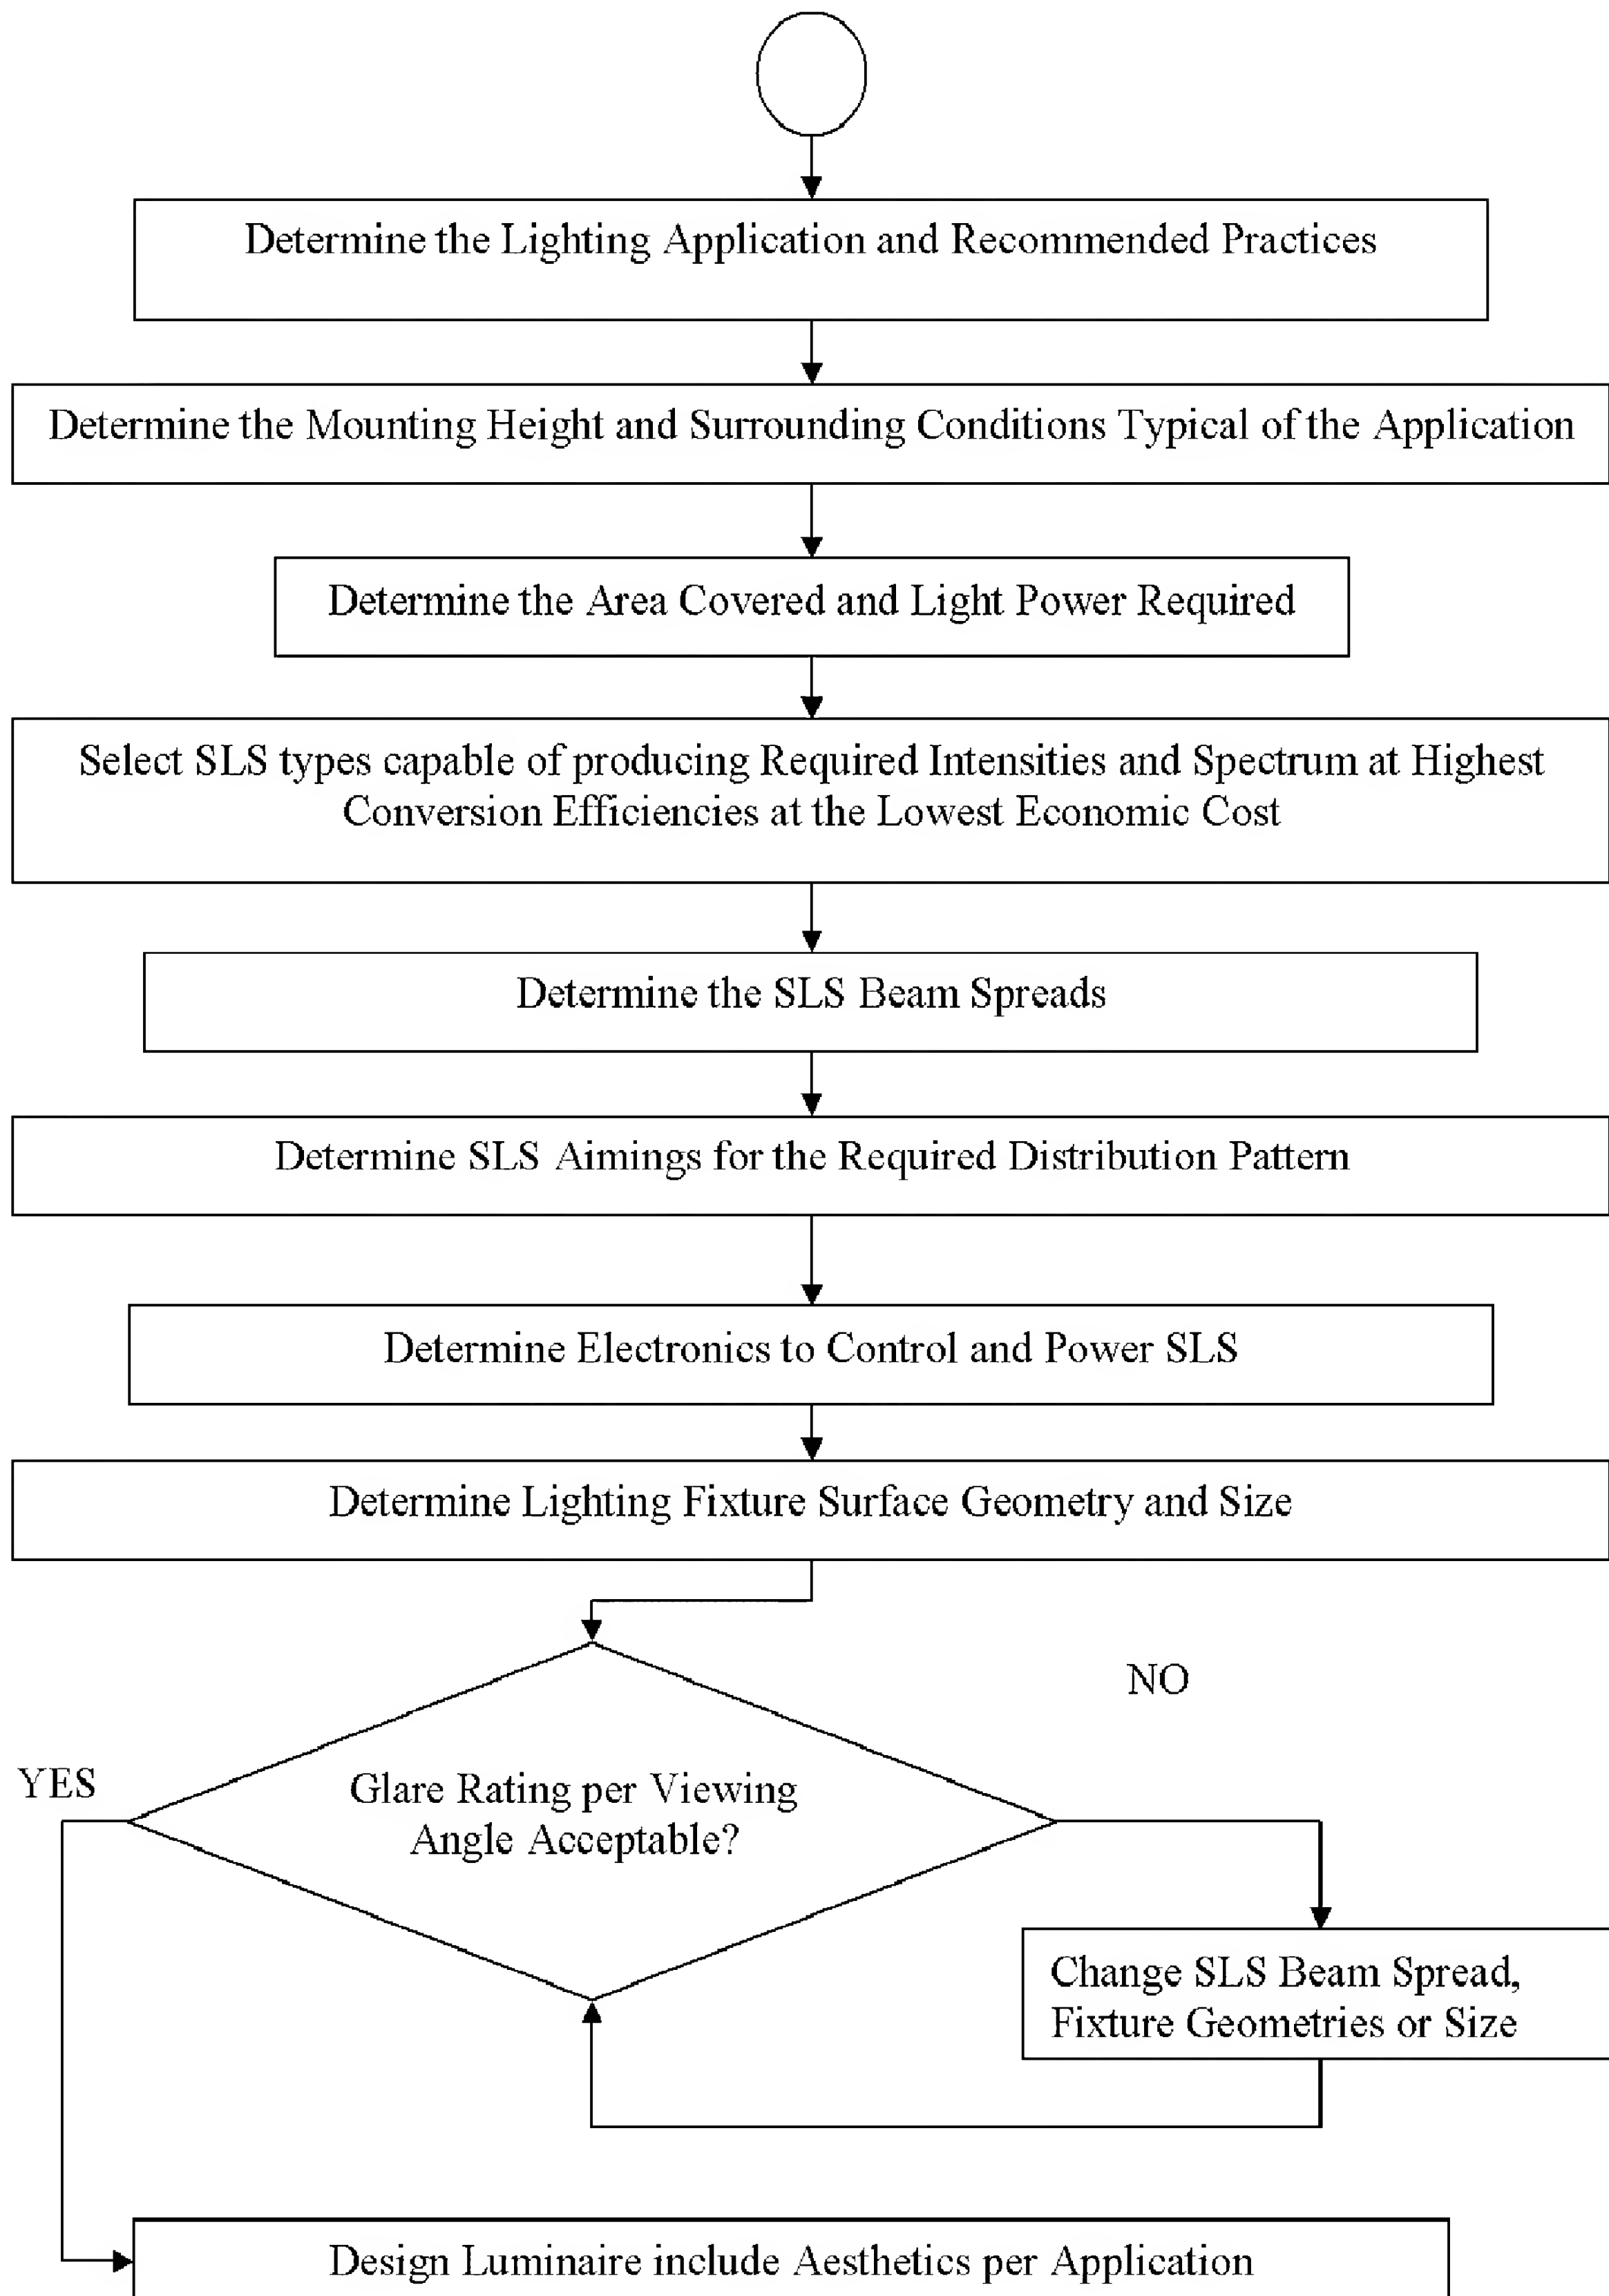 Determine the Lighting Application and Recommended Practices
Determine the Mounting Height and Surrounding Conditions Typical of the Application
Determine the Area Covered and Light Power Required
Select SLS types capable of producing Required Intensities and Spectrum at Highest
Conversion Efficiencies at the Lowest Economic Cost
Determine the SLS Beam Spreads
Determine SLS Aimings for the Required Distribution Pattern
Determine Electronics to Control and Power SLS
Determine Lighting Fixture Surface Geometry and Size
NO
YES
Glare Rating per Viewing
Angle Acceptable?
Change SLS Beam Spread,
Fixture Geometries or Size
Design Luminaire include Aesthetics per Application